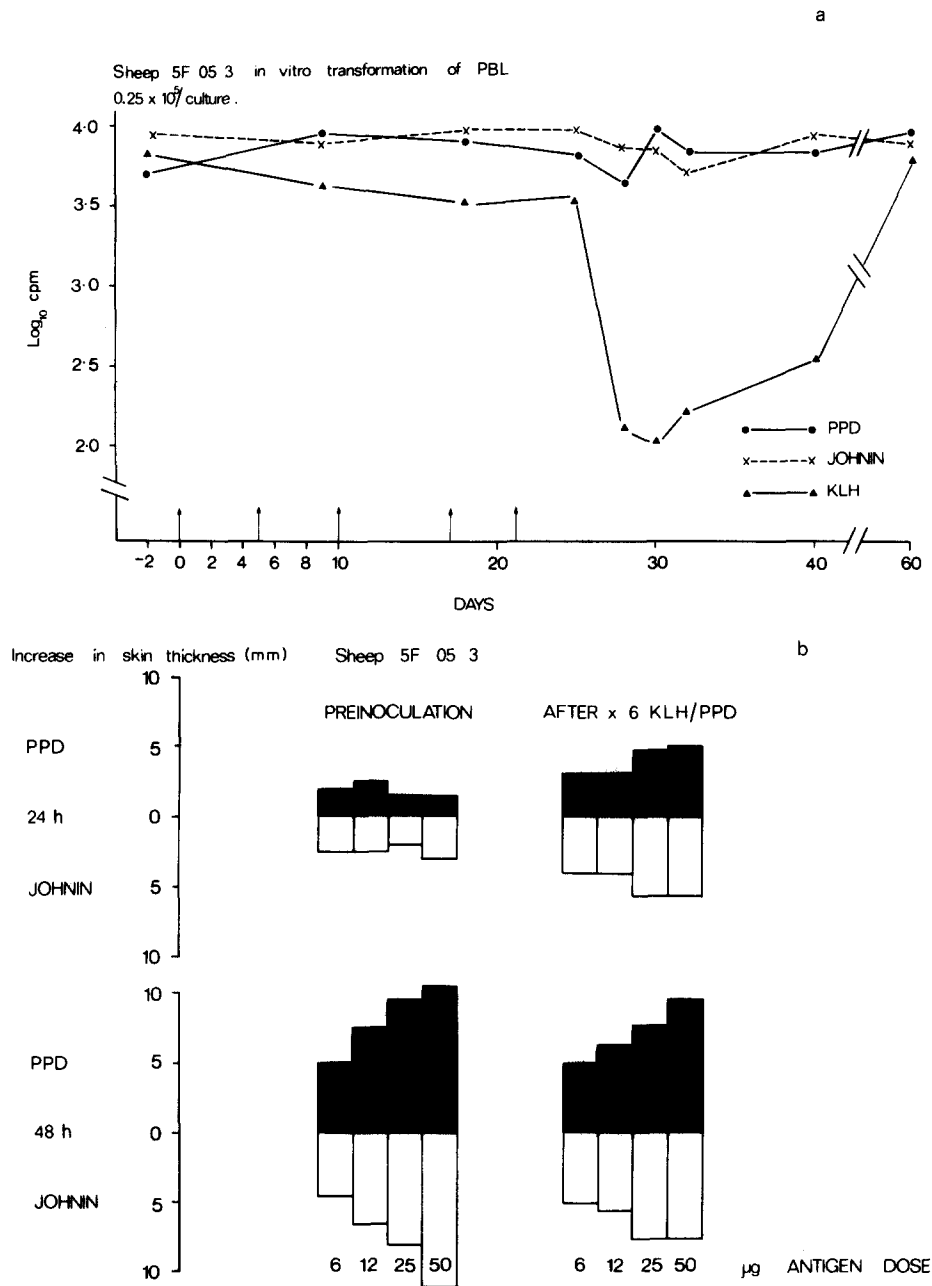 a
Sheep 5F 05 3 in vitro transformation of PBL
0.25 x 10⁵/ culture.
4·0
3·5
3·0
2·5
2·0
Log₁₀ cpm
PPD
JOHNIN
KLH
-2 0 2 4 6 8 10 20 30 40 60
DAYS
b
Increase in skin thickness (mm) Sheep 5F 05 3
10
PREINOCULATION AFTER x 6 KLH/PPD
PPD
5
24 h
0
JOHNIN
5
10
10
PPD
5
48 h
0
JOHNIN
5
10
6 12 25 50 6 12 25 50 µg ANTIGEN DOSE